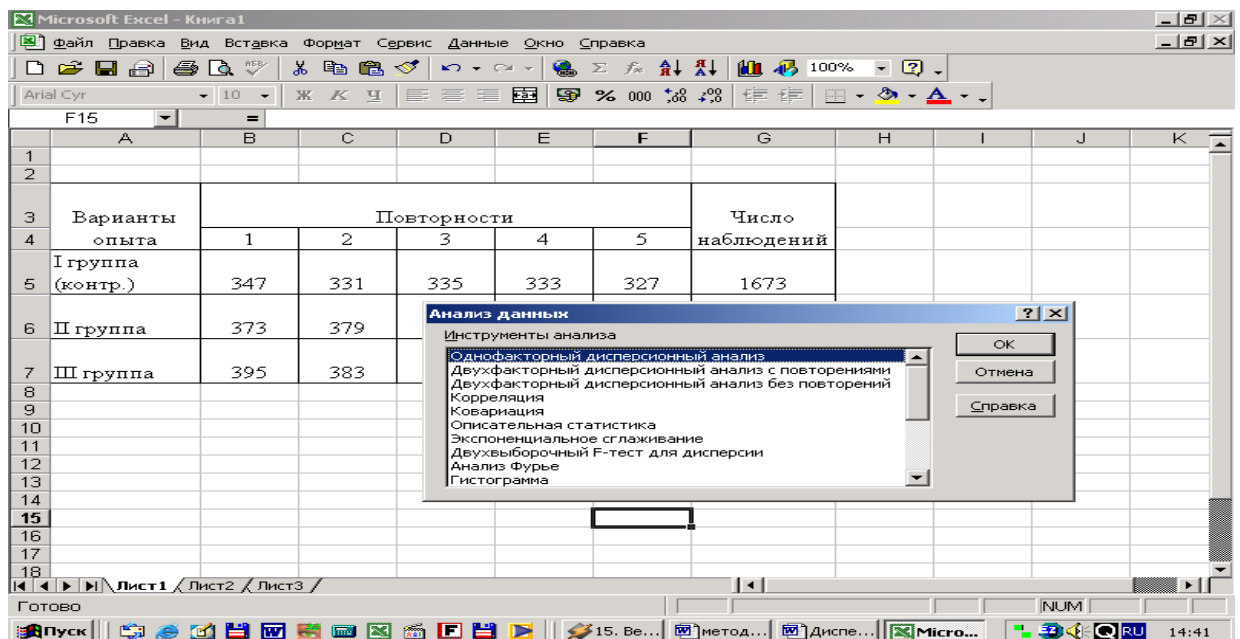 Microsoft Excel - Книга1
Файл Правка Вид Вставка Формат Сервис Данные Окно Справка
100%
Arial Cyr 10 Ж К Ч % 000
F15 =
A B C D E F G H I J K
1
2
3 Варианты Повторности Число
4 опыта 1 2 3 4 5 наблюдений
I группа
5 (контр.) 347 331 335 333 327 1673
Анализ данных
6 II группа 373 379
Инструменты анализа
OK
Однофакторный дисперсионный анализ
7 III группа 395 383
Двухфакторный дисперсионный анализ с повторениями
Отмена
Двухфакторный дисперсионный анализ без повторений
8
Корреляция
9
Ковариация
Справка
10
Описательная статистика
11
Экспоненциальное сглаживание
Двухвыборочный F-тест для дисперсии
12
Анализ Фурье
13
Гистограмма
14
15
16
17
18
Лист1 Лист2 Лист3
Готово NUM
Пуск 15. Ве... метод... Диспе... Micro... RU 14:41